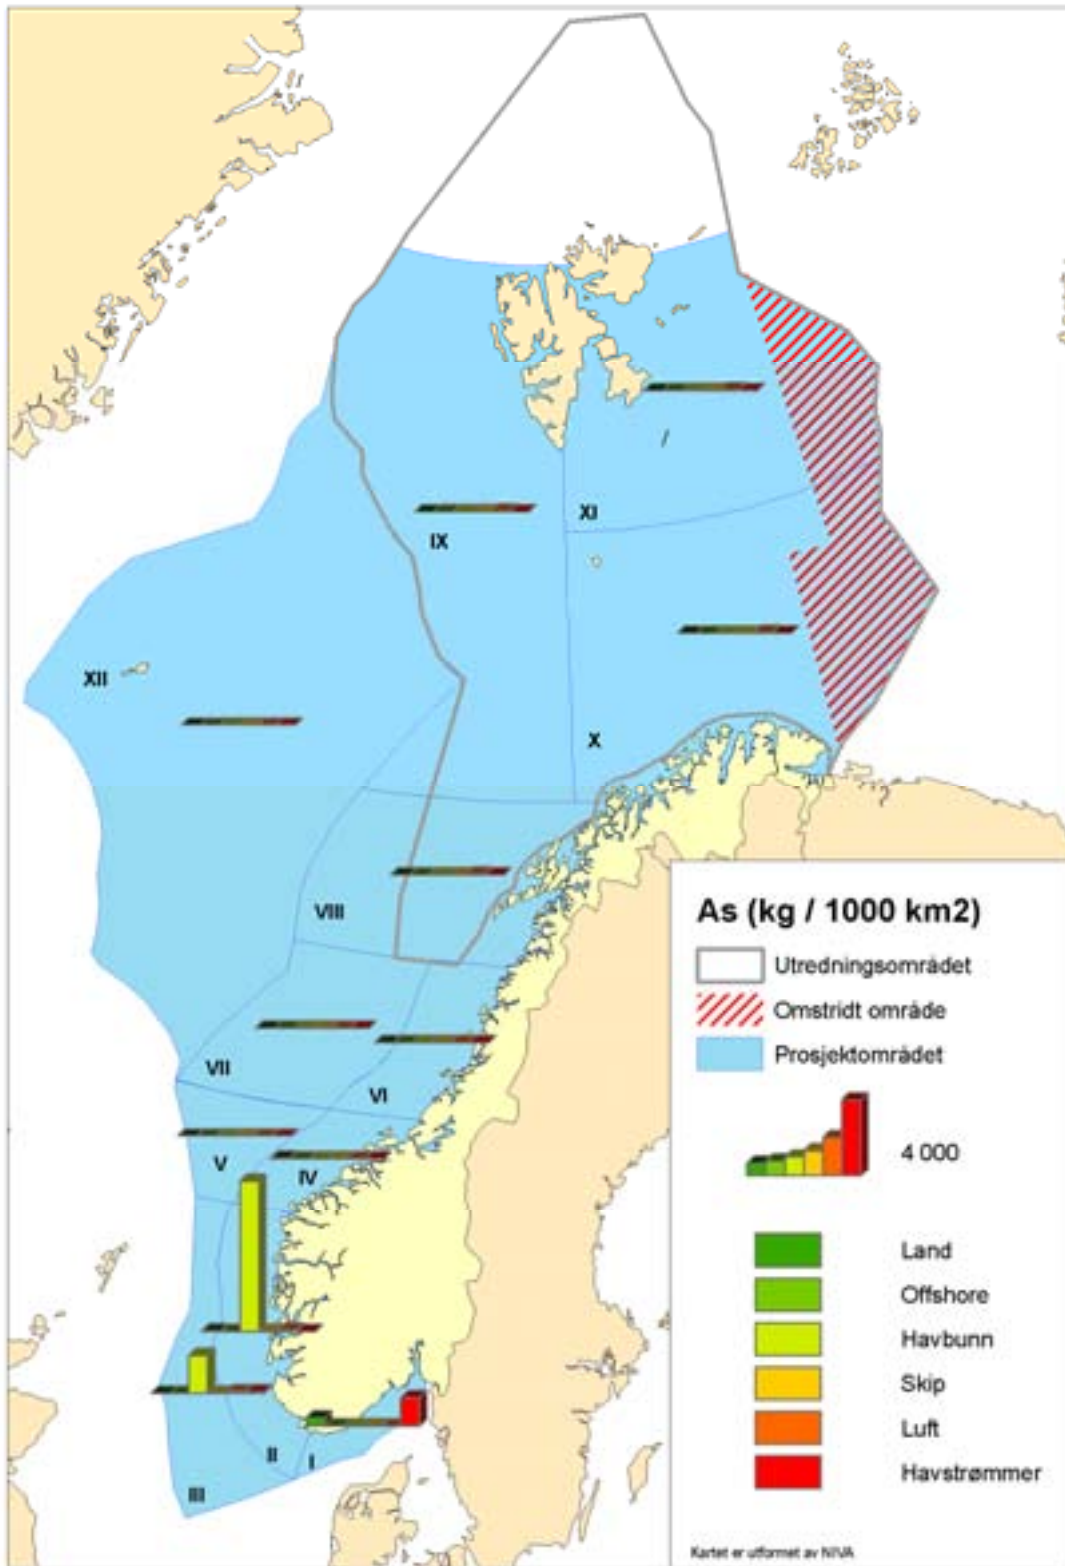 XI
IX
XII
X
VIII
VII
VI
V
IV
II
I
III
As (kg / 1000 km2)
Utredningsområdet
Omstridt område
Prosjektområdet
4 000
Land
Offshore
Havbunn
Skip
Luft
Havstrømmer
Kartet er utformet av NIVA